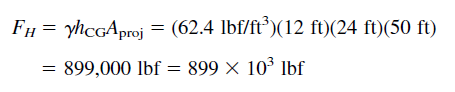 F_H = γh_CG A_proj = (62.4 lbf/ft³)(12 ft)(24 ft)(50 ft)
= 899,000 lbf = 899 × 10³ lbf